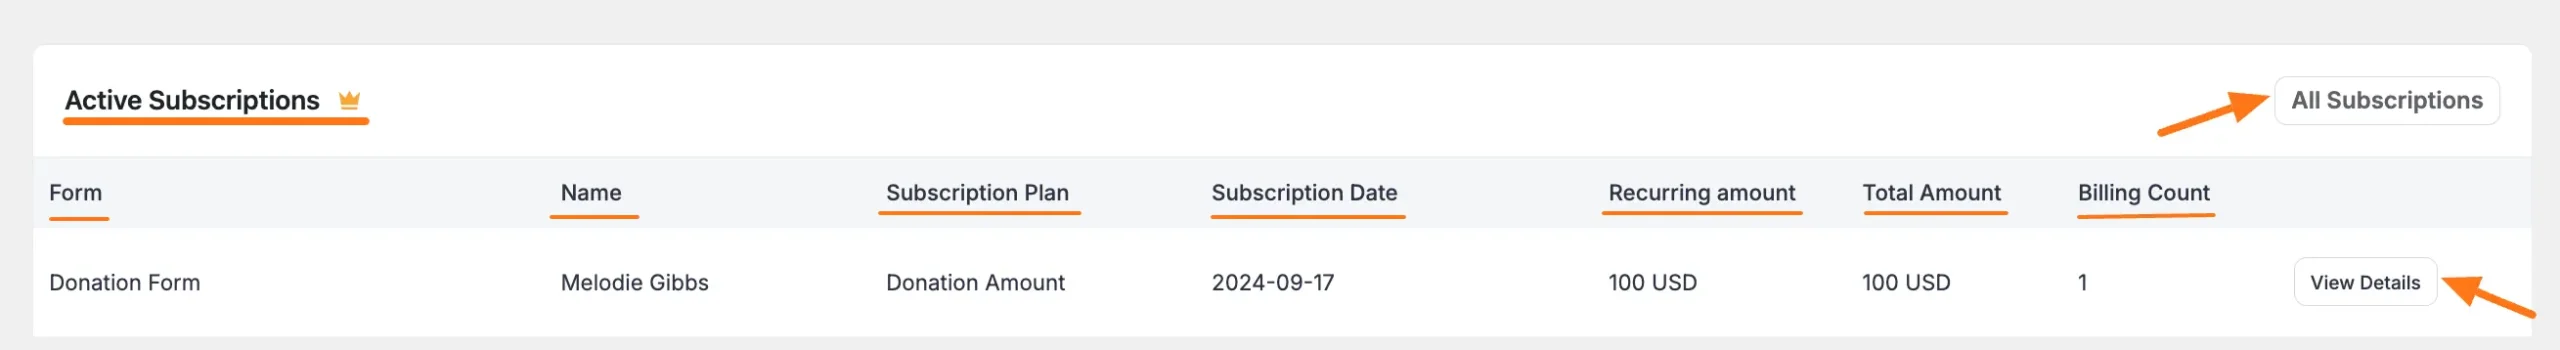 Active Subscriptions
All Subscriptions
Form Name Subscription Plan Subscription Date Recurring amount Total Amount Billing Count
Donation Form Melodie Gibbs Donation Amount 2024-09-17 100 USD 100 USD 1 View Details